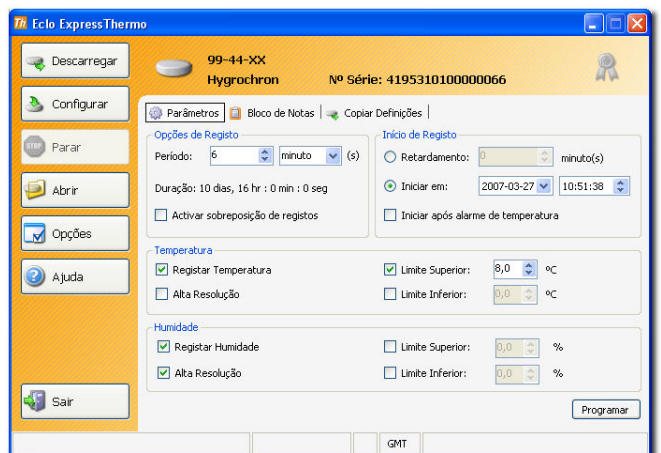 Th Eclo ExpressThermo
Descarregar
Configurar
STOP Parar
Abrir
Opções
Ajuda
Sair
99-44-XX
Hygrochron Nº Série: 4195310100000066
Parâmetros Bloco de Notas Copiar Definições
Opções de Registo
Período: 6 minuto (s)
Duração: 10 dias, 16 hr : 0 min : 0 seg
Activar sobreposição de registos
Início de Registo
Retardamento: 0 minuto(s)
Iniciar em: 2007-03-27 10:51:38
Iniciar após alarme de temperatura
Temperatura
Registar Temperatura Limite Superior: 8,0 ºC
Alta Resolução Limite Inferior: 0,0 ºC
Humidade
Registar Humidade Limite Superior: 0,0 %
Alta Resolução Limite Inferior: 0,0 %
Programar
GMT